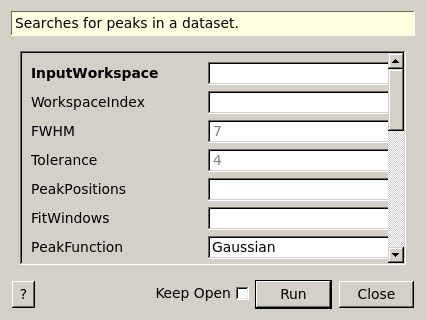 Searches for peaks in a dataset.
InputWorkspace
WorkspaceIndex
FWHM 7
Tolerance 4
PeakPositions
FitWindows
PeakFunction Gaussian
? Keep Open Run Close